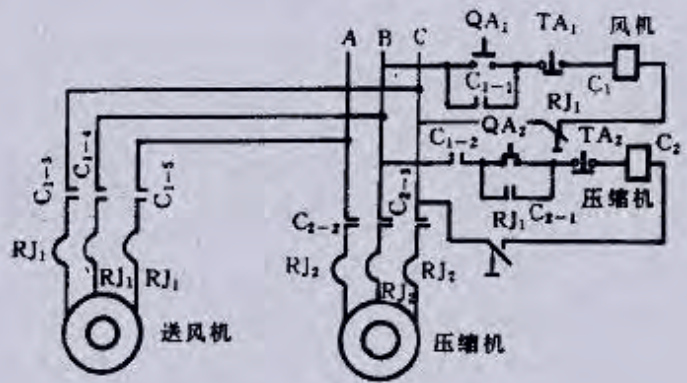 A B C
QA₁ TA₁ 风机
C₁₋₁ C₁
RJ₁
QA₂ TA₂ C₂
C₁₋₂
压缩机
RJ₁ C₂₋₁
C₁₋₃ C₁₋₄ C₁₋₅
C₂₋₂ C₂₋₃
RJ₁ RJ₁ RJ₁
RJ₂ RJ₂ RJ₂
送风机
压缩机